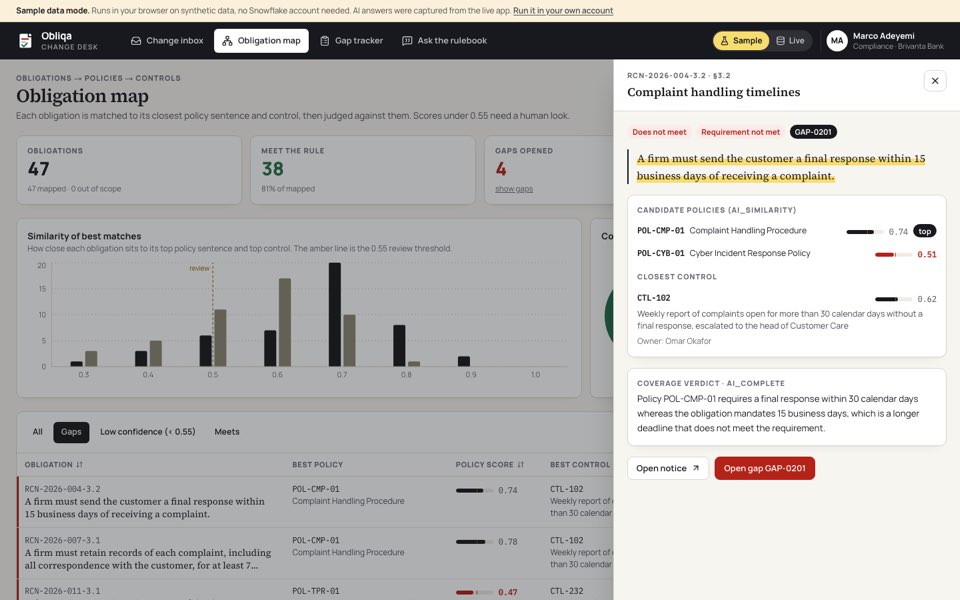 Sample data mode. Runs in your browser on synthetic data, no Snowflake account needed. AI answers were captured from the live app. Run it in your own account
Obliqa
CHANGE DESK
Change inbox
Obligation map
Gap tracker
Ask the rulebook
Sample
Live
MA
Marco Adeyemi
Compliance · Brivanta Bank
OBLIGATIONS → POLICIES → CONTROLS
Obligation map
Each obligation is matched to its closest policy sentence and control, then judged against them. Scores under 0.55 need a human look.
OBLIGATIONS
47
47 mapped · 0 out of scope
MEET THE RULE
38
81% of mapped
GAPS OPENED
4
show gaps
Similarity of best matches
How close each obligation sits to its top policy sentence and top control. The amber line is the 0.55 review threshold.
20
15
10
5
0
review
0.3
0.4
0.5
0.6
0.7
0.8
0.9
1.0
Co
All
Gaps
Low confidence (< 0.55)
Meets
OBLIGATION
BEST POLICY
POLICY SCORE
BEST CONTROL
RCN-2026-004-3.2
A firm must send the customer a final response within
15 business days of receiving a complaint.
POL-CMP-01
Complaint Handling Procedure
0.74
CTL-102
Weekly report of
than 30 calendar
RCN-2026-007-3.1
A firm must retain records of each complaint, including
all correspondence with the customer, for at least 7...
POL-CMP-01
Complaint Handling Procedure
0.78
CTL-102
Weekly report of
than 30 calendar
RCN-2026-011-3.1
POL-TPR-01
0.47
CTL-232
RCN-2026-004-3.2 · §3.2
Complaint handling timelines
Does not meet
Requirement not met
GAP-0201
A firm must send the customer a final response within 15
business days of receiving a complaint.
CANDIDATE POLICIES (AI_SIMILARITY)
POL-CMP-01 Complaint Handling Procedure
0.74
top
POL-CYB-01 Cyber Incident Response Policy
0.51
CLOSEST CONTROL
CTL-102
0.62
Weekly report of complaints open for more than 30 calendar days without a
final response, escalated to the head of Customer Care
Owner: Omar Okafor
COVERAGE VERDICT · AI_COMPLETE
Policy POL-CMP-01 requires a final response within 30 calendar days
whereas the obligation mandates 15 business days, which is a longer
deadline that does not meet the requirement.
Open notice
Open gap GAP-0201